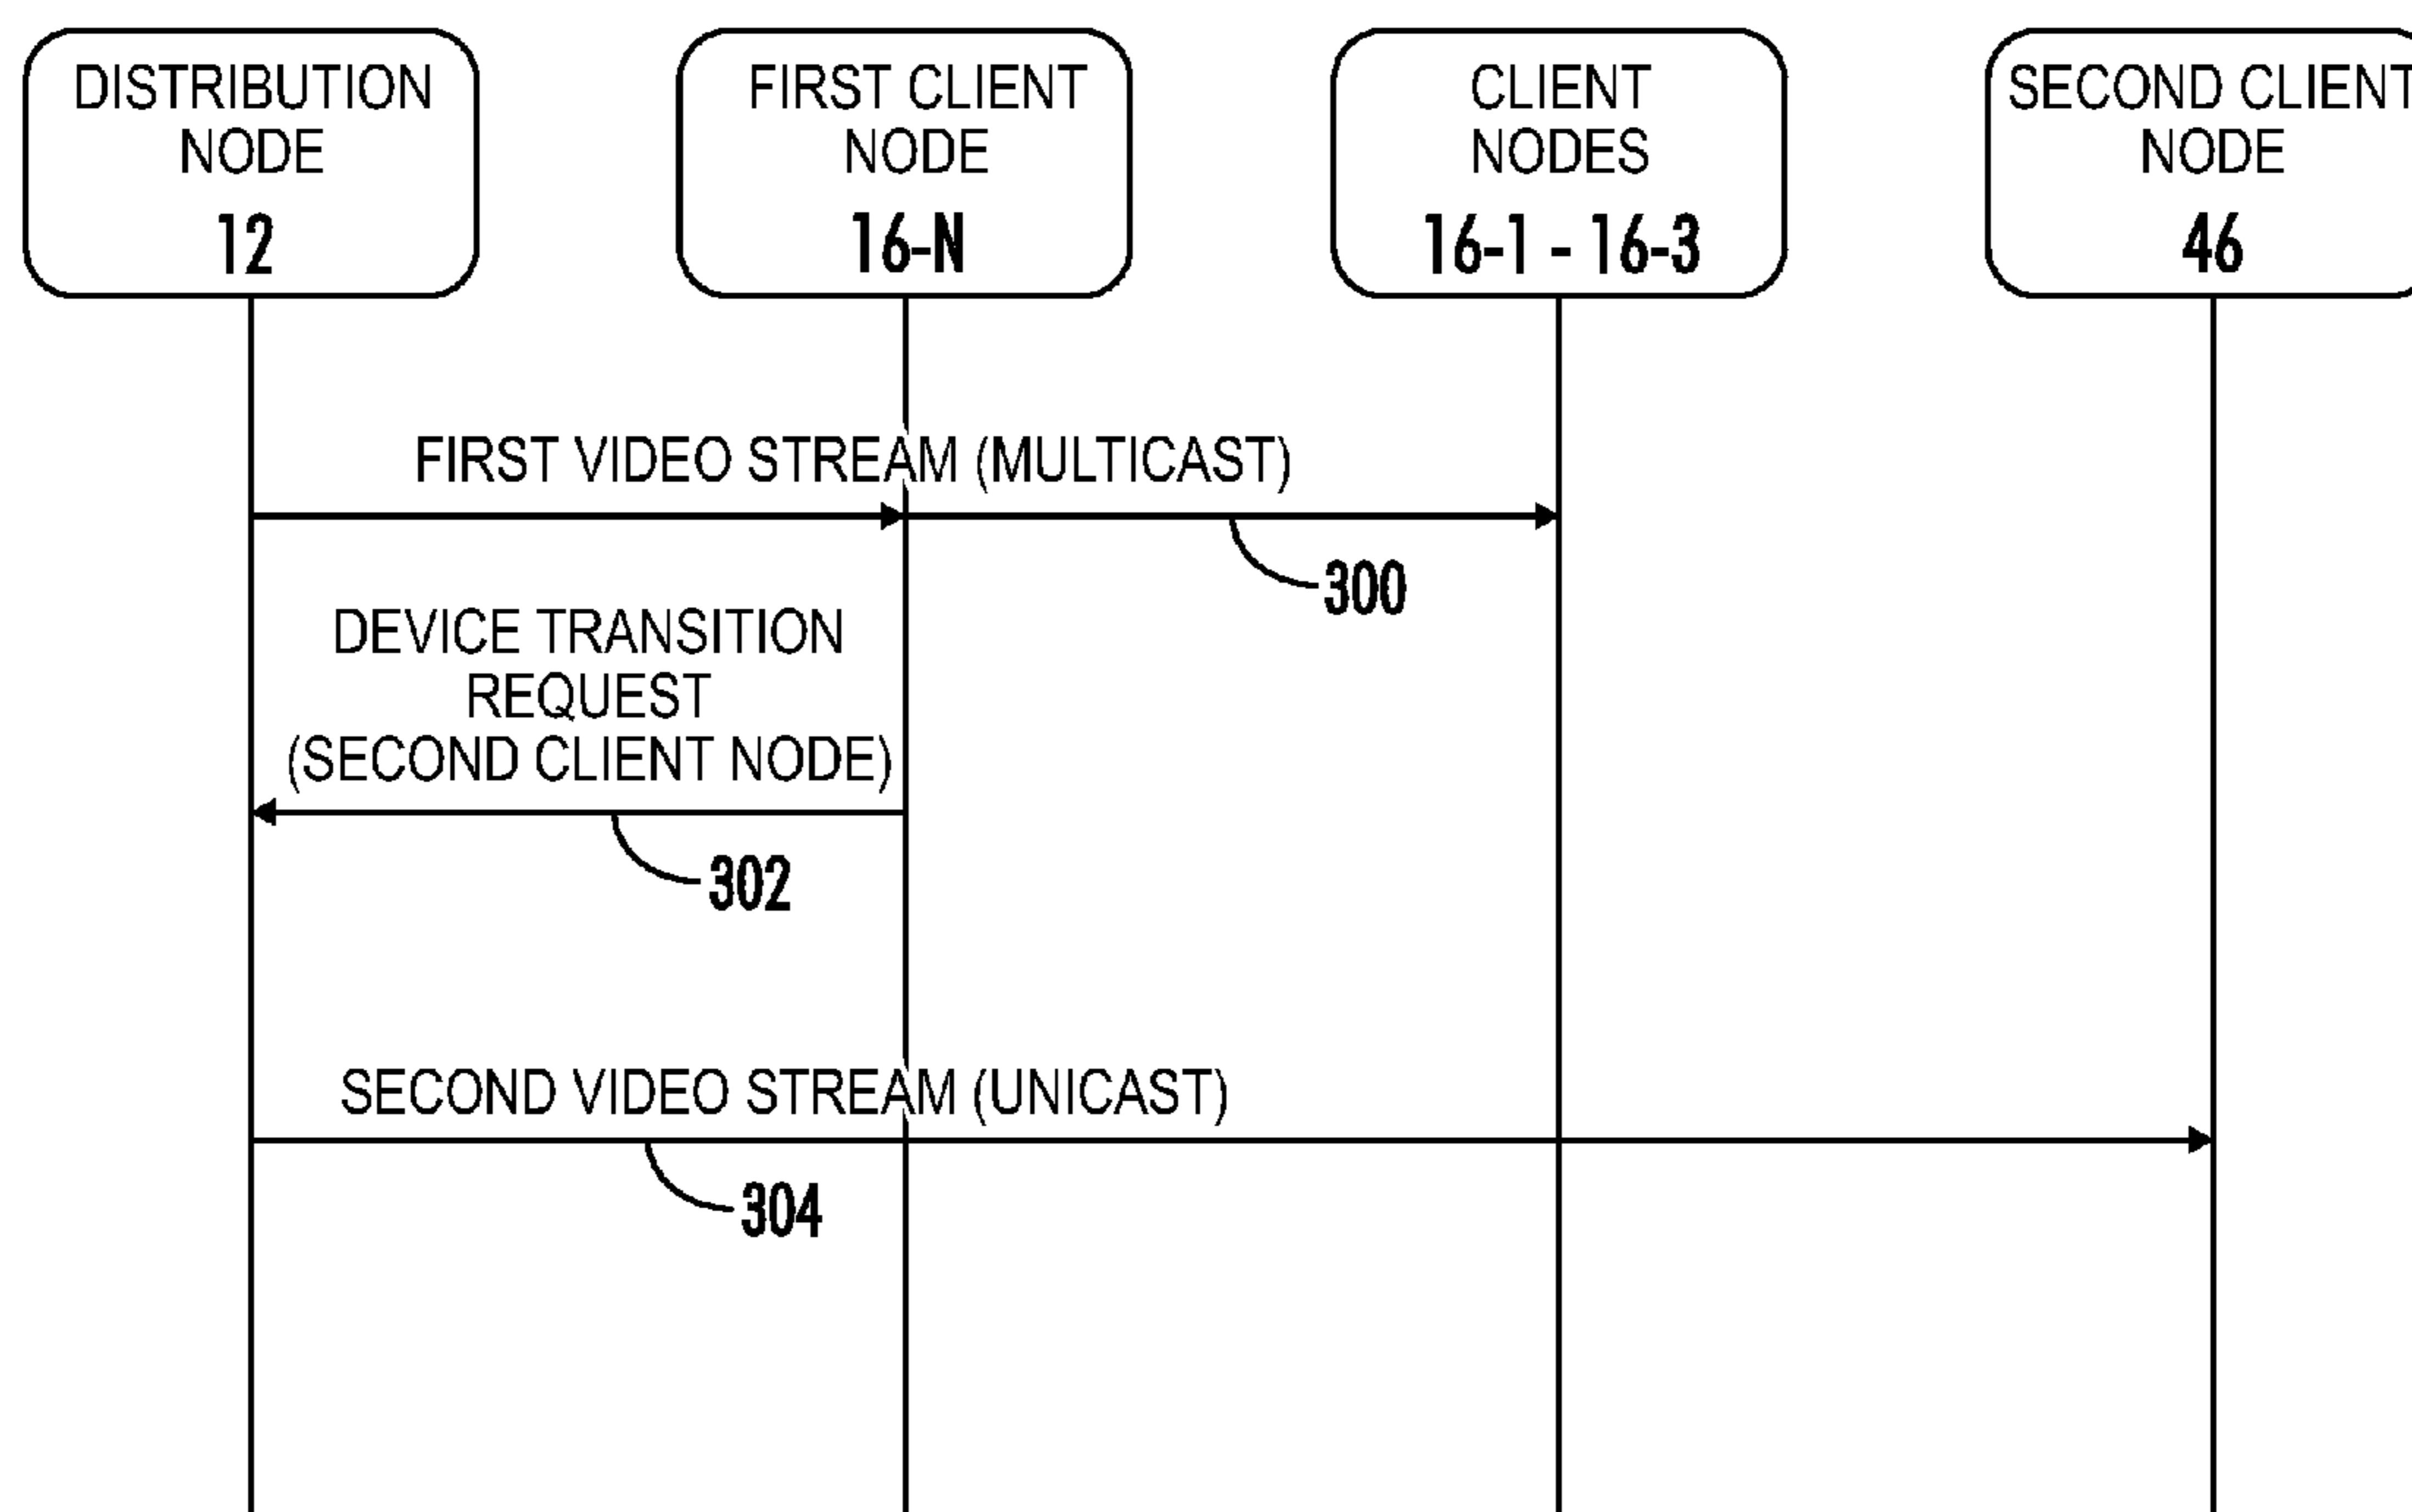 DISTRIBUTION
NODE
12
FIRST CLIENT
NODE
16-N
CLIENT
NODES
16-1 - 16-3
SECOND CLIENT
NODE
46
FIRST VIDEO STREAM (MULTICAST)
300
DEVICE TRANSITION
REQUEST
(SECOND CLIENT NODE)
302
SECOND VIDEO STREAM (UNICAST)
304